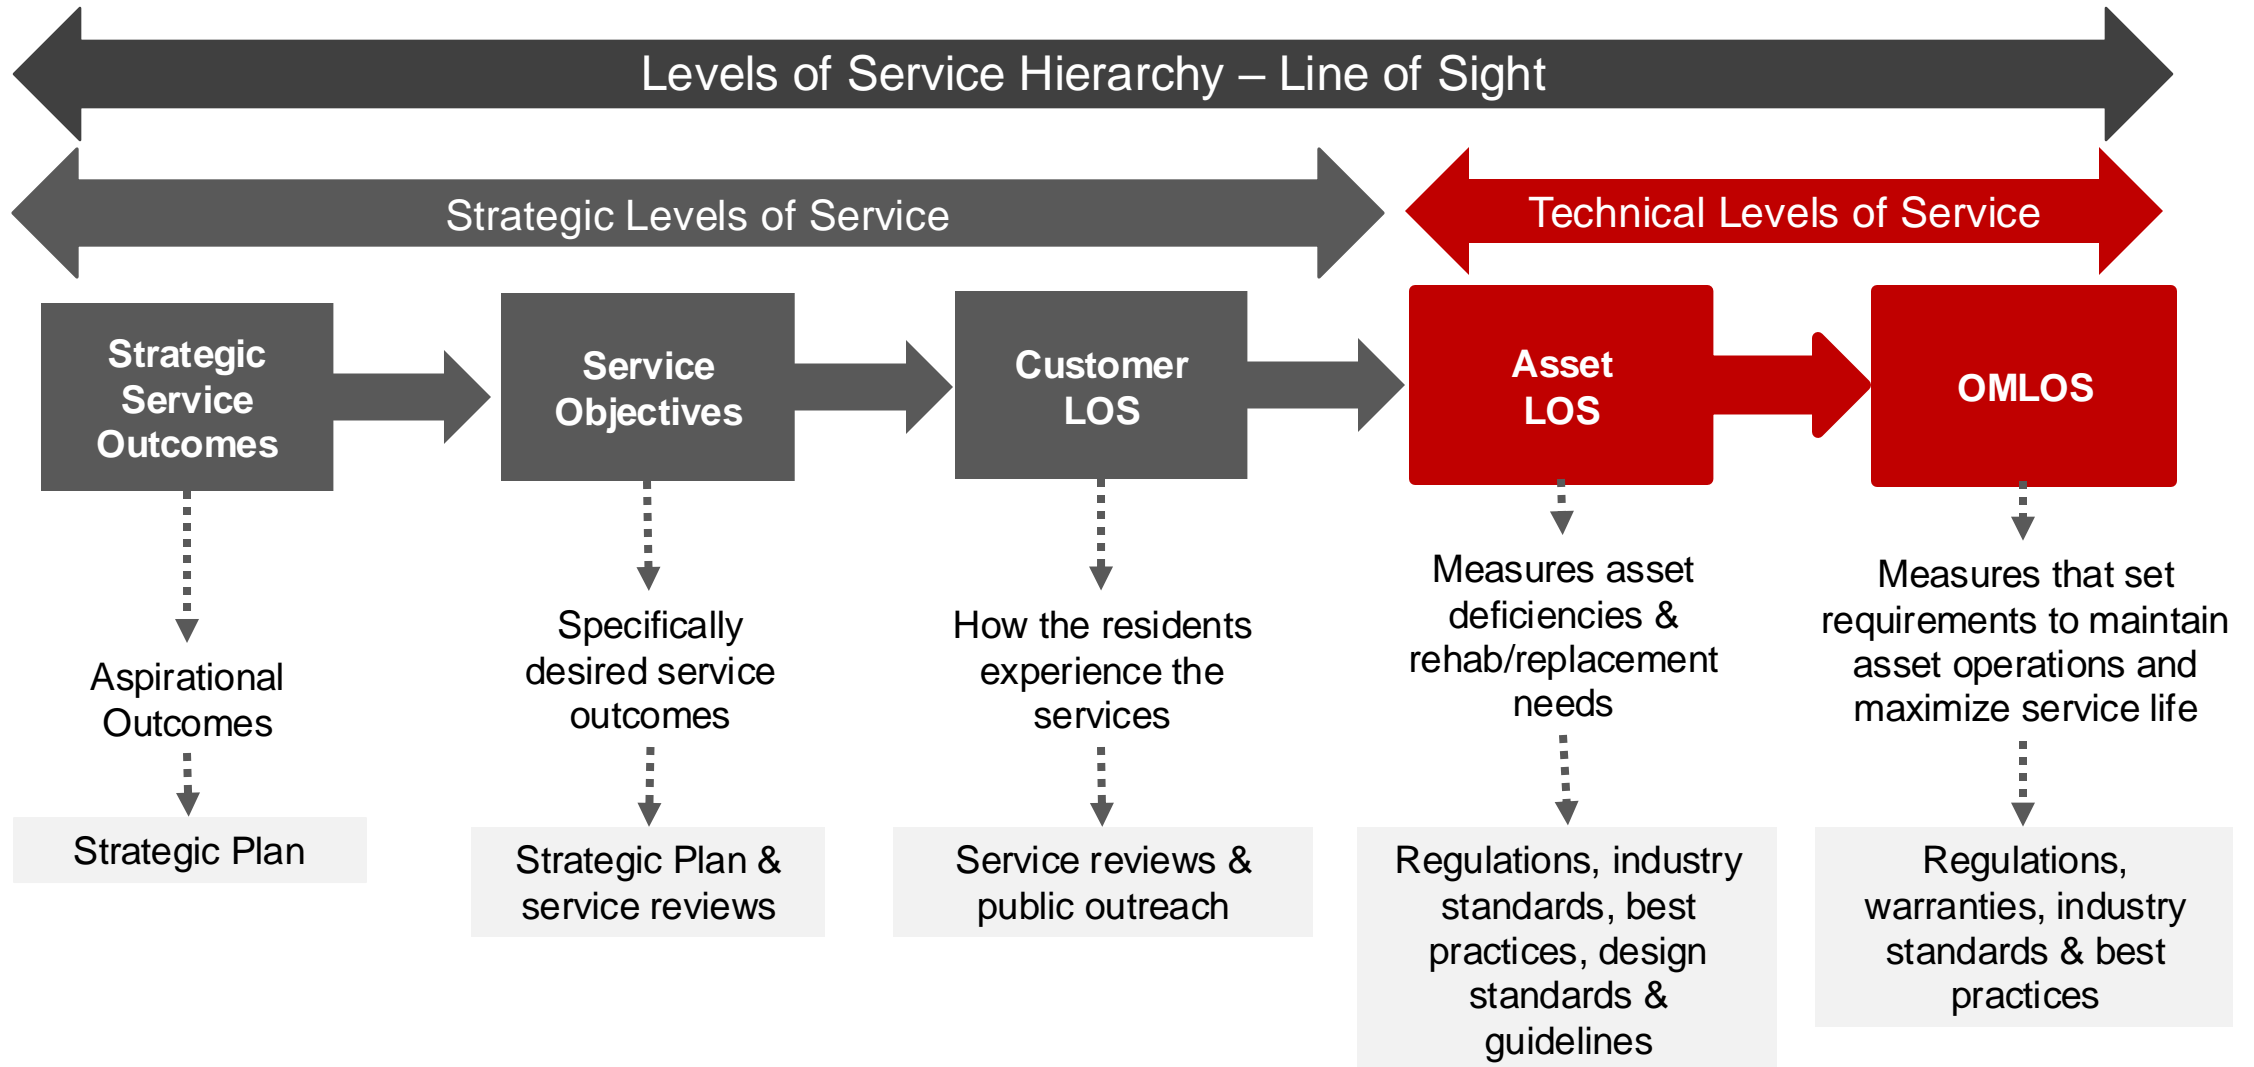 Levels of Service Hierarchy – Line of Sight
Strategic Levels of Service
Technical Levels of Service
Strategic
Service
Outcomes
Service
Objectives
Customer
LOS
Asset
LOS
OMLOS
Aspirational
Outcomes
Specifically
desired service
outcomes
How the residents
experience the
services
Measures asset
deficiencies &
rehab/replacement
needs
Measures that set
requirements to maintain
asset operations and
maximize service life
Strategic Plan
Strategic Plan &
service reviews
Service reviews &
public outreach
Regulations, industry
standards, best
practices, design
standards &
guidelines
Regulations,
warranties, industry
standards & best
practices